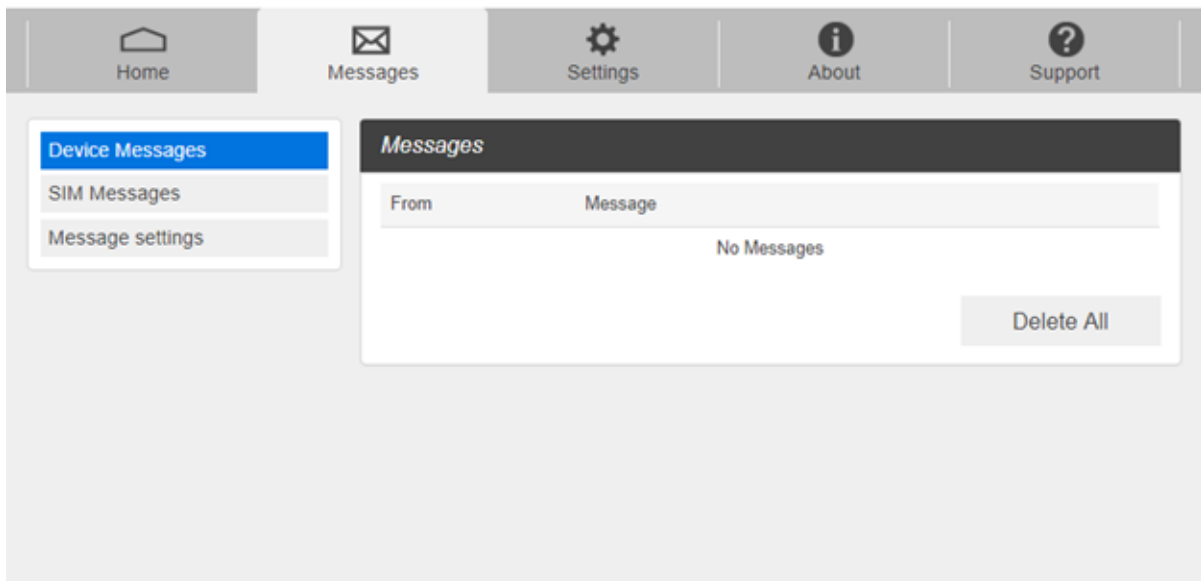 Home Messages Settings About Support
Device Messages
SIM Messages
Message settings
Messages
From Message
No Messages
Delete All